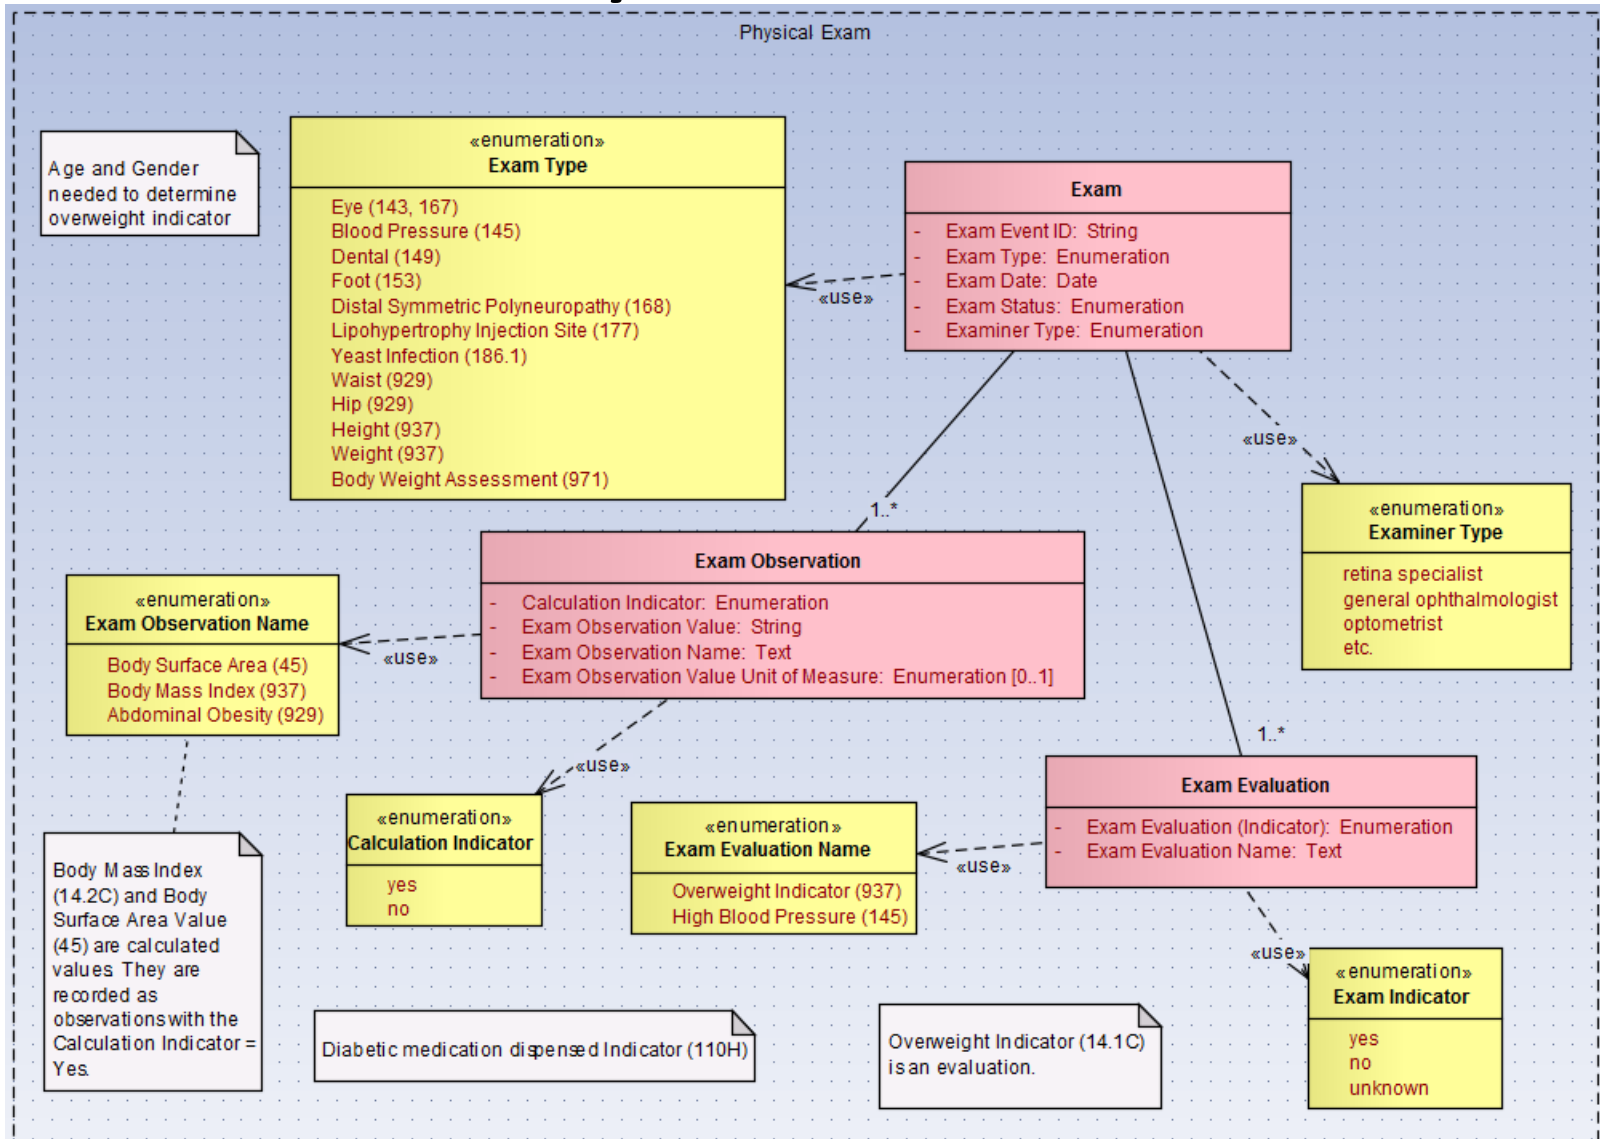 Physical Exam
Age and Gender
needed to determine
overweight indicator
«enumeration»
Exam Type
Eye (143, 167)
Blood Pressure (145)
Dental (149)
Foot (153)
Distal Symmetric Polyneuropathy (168)
Lipohypertrophy Injection Site (177)
Yeast Infection (186.1)
Waist (929)
Hip (929)
Height (937)
Weight (937)
Body Weight Assessment (971)
Exam
- Exam Event ID: String
- Exam Type: Enumeration
- Exam Date: Date
- Exam Status: Enumeration
- Examiner Type: Enumeration
«use»
«use»
1..*
«enumeration»
Examiner Type
retina specialist
general ophthalmologist
optometrist
etc.
Exam Observation
- Calculation Indicator: Enumeration
- Exam Observation Value: String
- Exam Observation Name: Text
- Exam Observation Value Unit of Measure: Enumeration [0..1]
«enumeration»
Exam Observation Name
Body Surface Area (45)
Body Mass Index (937)
Abdominal Obesity (929)
«use»
«use»
1..*
Exam Evaluation
- Exam Evaluation (Indicator): Enumeration
- Exam Evaluation Name: Text
«enumeration»
Calculation Indicator
yes
no
«enumeration»
Exam Evaluation Name
Overweight Indicator (937)
High Blood Pressure (145)
«use»
«use»
Body Mass Index
(14.2C) and Body
Surface Area Value
(45) are calculated
values. They are
recorded as
observations with the
Calculation Indicator =
Yes.
Diabetic medication dispensed Indicator (110H)
Overweight Indicator (14.1C)
is an evaluation.
«enumeration»
Exam Indicator
yes
no
unknown